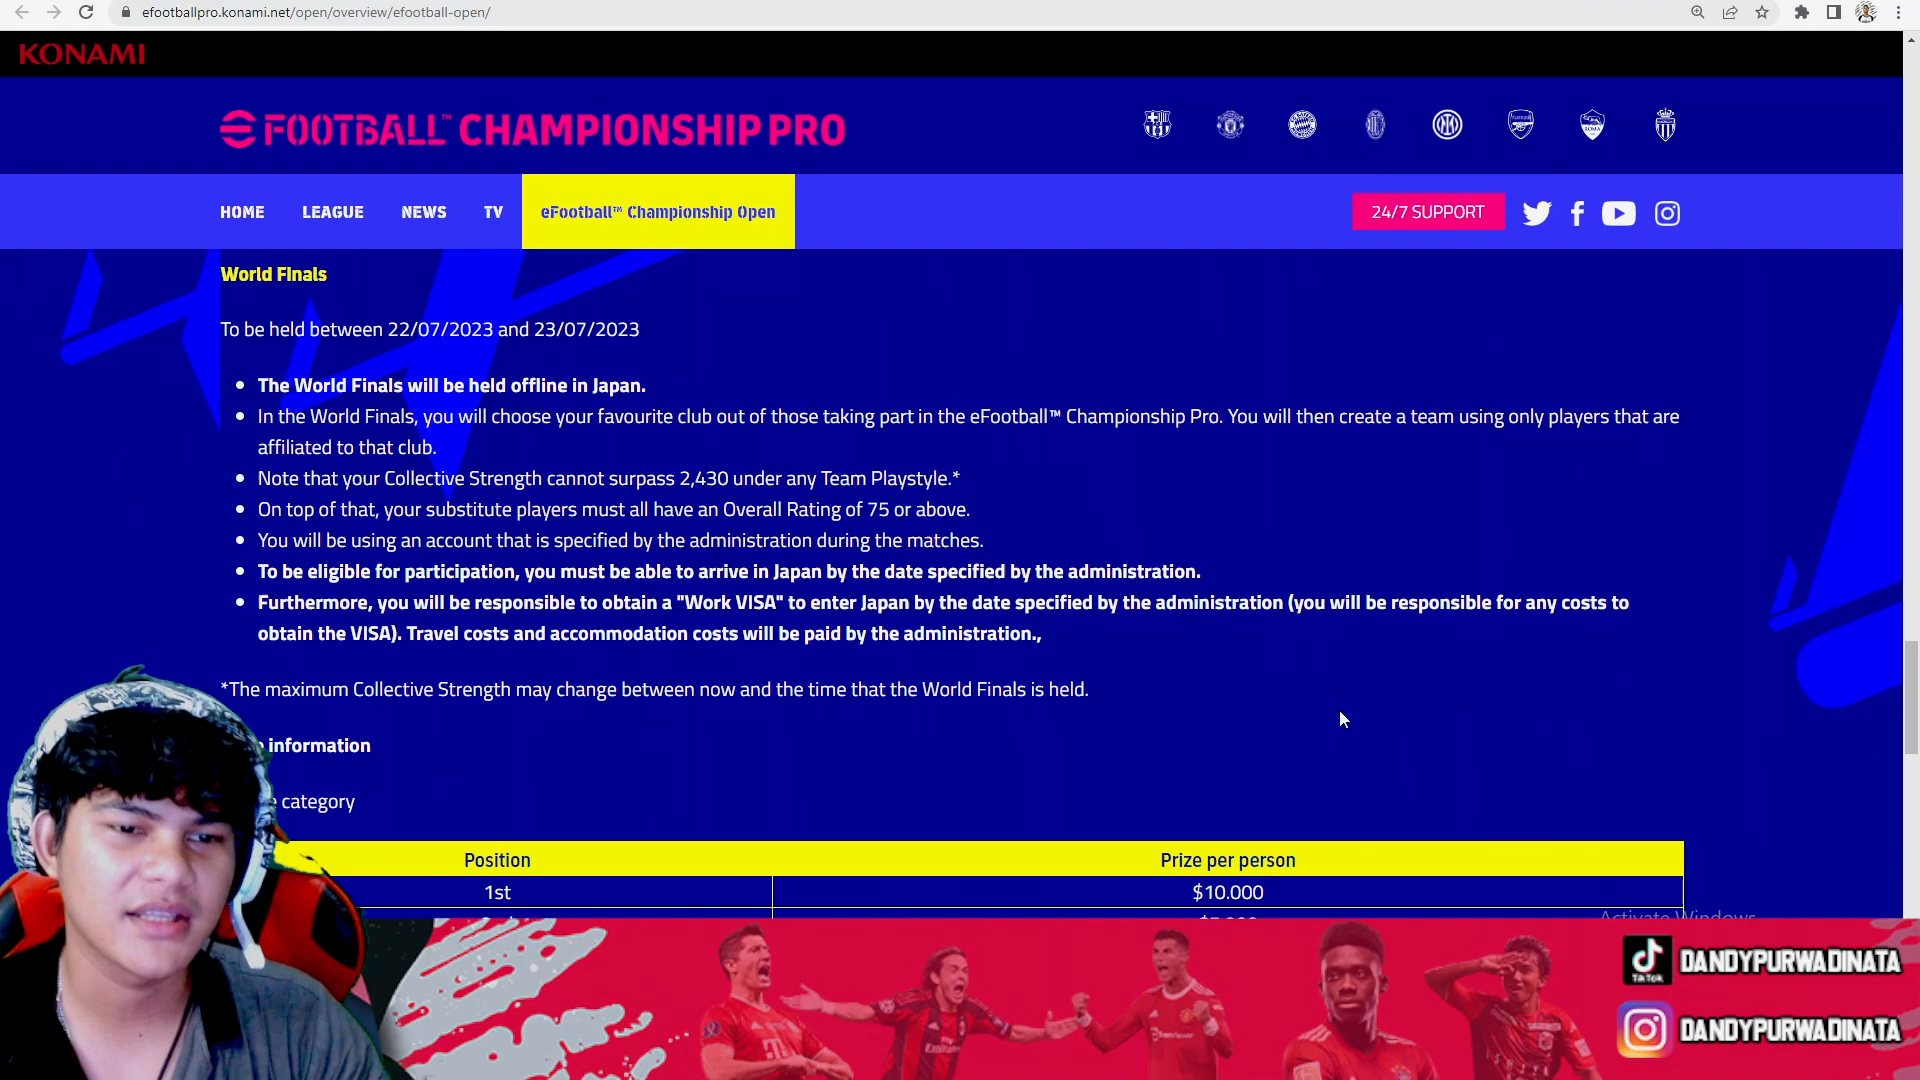 efootballpro.konami.net/open/overview/efootball-open/
KONAMI
FOOTBALL™ CHAMPIONSHIP PRO
HOME LEAGUE NEWS TV eFootball™ Championship Open 24/7 SUPPORT
World Finals
To be held between 22/07/2023 and 23/07/2023
The World Finals will be held offline in Japan.
In the World Finals, you will choose your favourite club out of those taking part in the eFootball™ Championship Pro. You will then create a team using only players that are
affiliated to that club.
Note that your Collective Strength cannot surpass 2,430 under any Team Playstyle.*
On top of that, your substitute players must all have an Overall Rating of 75 or above.
You will be using an account that is specified by the administration during the matches.
To be eligible for participation, you must be able to arrive in Japan by the date specified by the administration.
Furthermore, you will be responsible to obtain a "Work VISA" to enter Japan by the date specified by the administration (you will be responsible for any costs to
obtain the VISA). Travel costs and accommodation costs will be paid by the administration.,
*The maximum Collective Strength may change between now and the time that the World Finals is held.
information
category
Position Prize per person
1st $10.000
Activate Windows
TikTok DANDYPURWADINATA
DANDYPURWADINATA